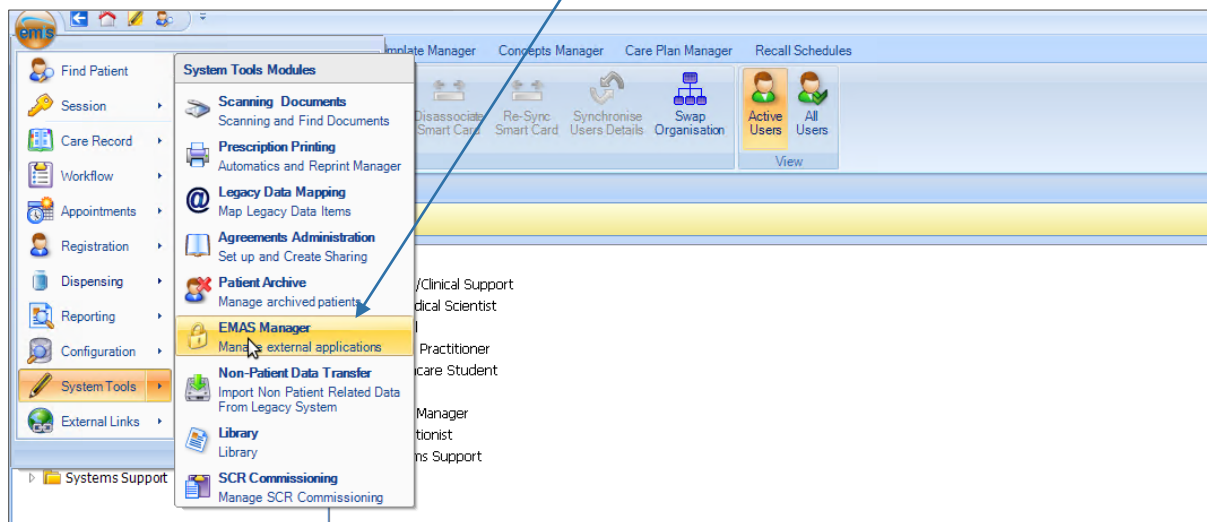 emis
mplate Manager Concepts Manager Care Plan Manager Recall Schedules
Find Patient
Session
Care Record
Workflow
Appointments
Registration
Dispensing
Reporting
Configuration
System Tools
External Links
System Tools Modules
Scanning Documents
Scanning and Find Documents
Prescription Printing
Automatics and Reprint Manager
Legacy Data Mapping
Map Legacy Data Items
Agreements Administration
Set up and Create Sharing
Patient Archive
Manage archived patients
EMAS Manager
Manage external applications
Non-Patient Data Transfer
Import Non Patient Related Data
From Legacy System
Library
Library
SCR Commissioning
Manage SCR Commissioning
Disassociate
Smart Card
Re-Sync
Smart Card
Synchronise
Users Details
Swap
Organisation
Active
Users
All
Users
View
/Clinical Support
dical Scientist
Practitioner
care Student
Manager
tionist
ns Support
Systems Support